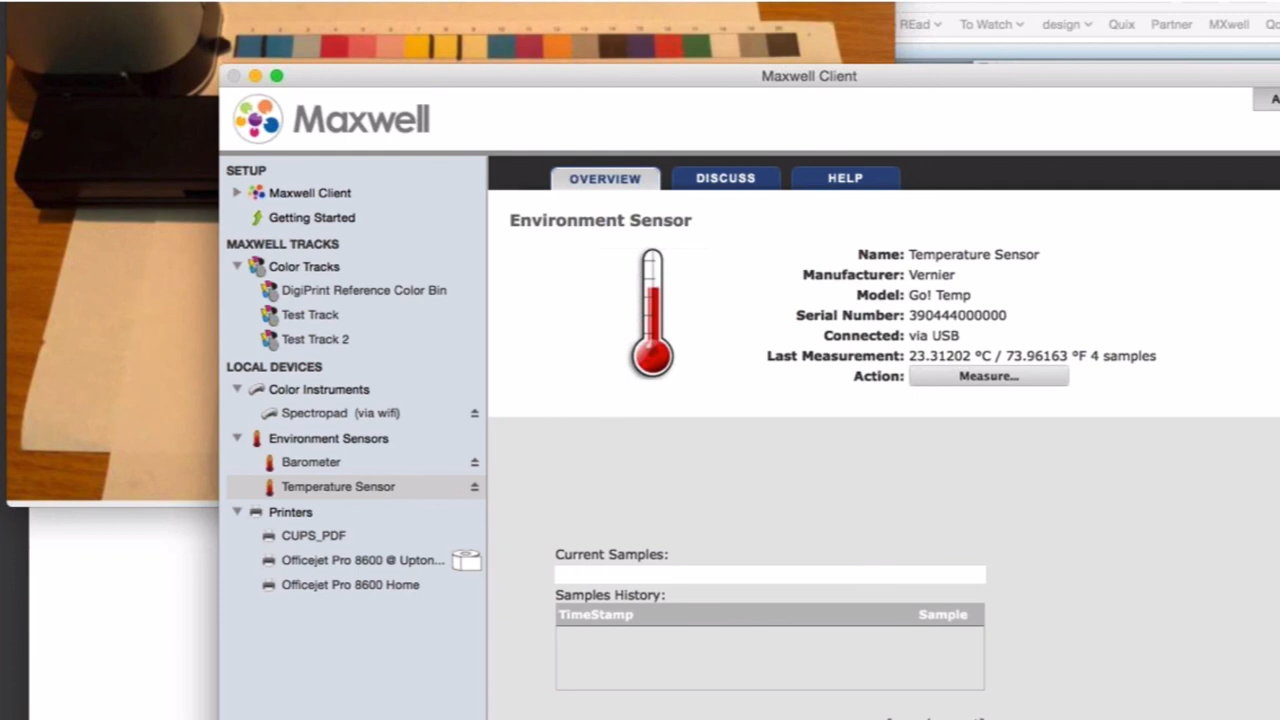 REad To Watch design Quix Partner MXwell
Maxwell Client
Maxwell
SETUP
Maxwell Client
Getting Started
MAXWELL TRACKS
Color Tracks
DigiPrint Reference Color Bin
Test Track
Test Track 2
LOCAL DEVICES
Color Instruments
Spectropad (via wifi)
Environment Sensors
Barometer
Temperature Sensor
Printers
CUPS_PDF
Officejet Pro 8600 @ Upton...
Officejet Pro 8600 Home
OVERVIEW DISCUSS HELP
Environment Sensor
Name: Temperature Sensor
Manufacturer: Vernier
Model: Go! Temp
Serial Number: 390444000000
Connected: via USB
Last Measurement: 23.31202 °C / 73.96163 °F 4 samples
Action: Measure...
Current Samples:
Samples History:
TimeStamp Sample